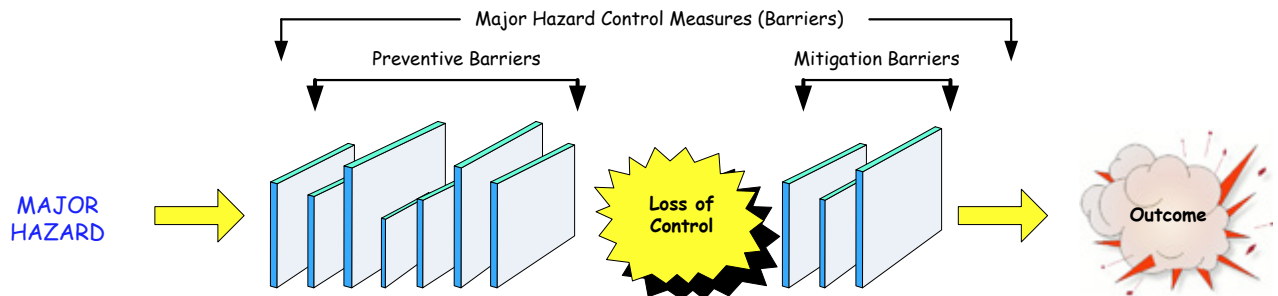 Major Hazard Control Measures (Barriers)
Preventive Barriers
Mitigation Barriers
MAJOR
HAZARD
Loss of
Control
Outcome